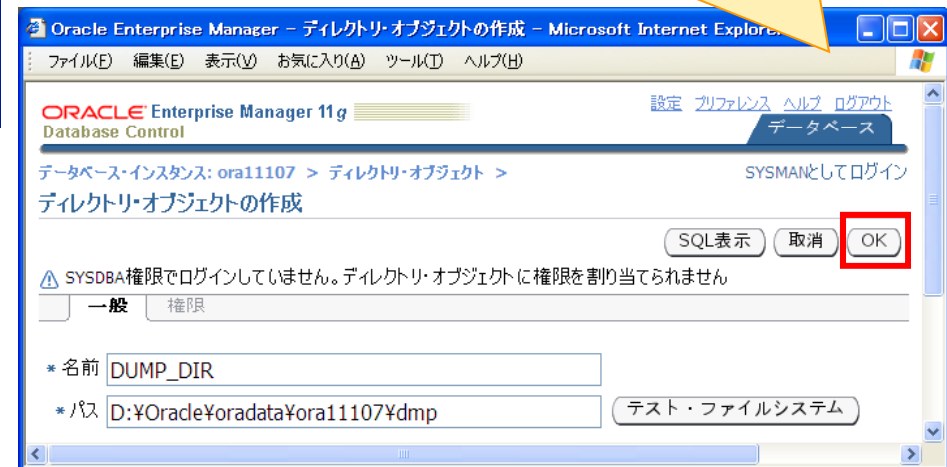 Oracle Enterprise Manager - ディレクトリ・オブジェクトの作成 - Microsoft Internet Explore
ファイル(F) 編集(E) 表示(V) お気に入り(A) ツール(T) ヘルプ(H)
設定 プリファレンス ヘルプ ログアウト
ORACLE Enterprise Manager 11g
Database Control
データベース
データベース・インスタンス: ora11107 > ディレクトリ・オブジェクト >
SYSMANとしてログイン
ディレクトリ・オブジェクトの作成
SQL表示 取消 OK
SYSDBA権限でログインしていません。ディレクトリ・オブジェクトに権限を割り当てられません
一般 権限
* 名前 DUMP_DIR
* パス D:¥Oracle¥oradata¥ora11107¥dmp テスト・ファイルシステム